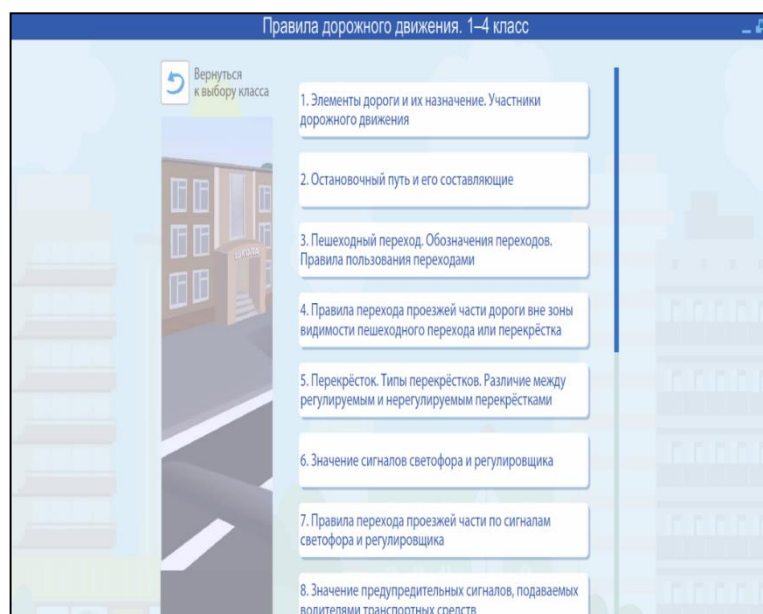 Правила дорожного движения. 1–4 класс
Вернуться
к выбору класса
1. Элементы дороги и их назначение. Участники
дорожного движения
2. Остановочный путь и его составляющие
3. Пешеходный переход. Обозначения переходов.
Правила пользования переходами
4. Правила перехода проезжей части дороги вне зоны
видимости пешеходного перехода или перекрёстка
5. Перекрёсток. Типы перекрёстков. Различие между
регулируемым и нерегулируемым перекрёстками
6. Значение сигналов светофора и регулировщика
7. Правила перехода проезжей части по сигналам
светофора и регулировщика
8. Значение предупредительных сигналов, подаваемых
водителями транспортных средств
ШКОЛА